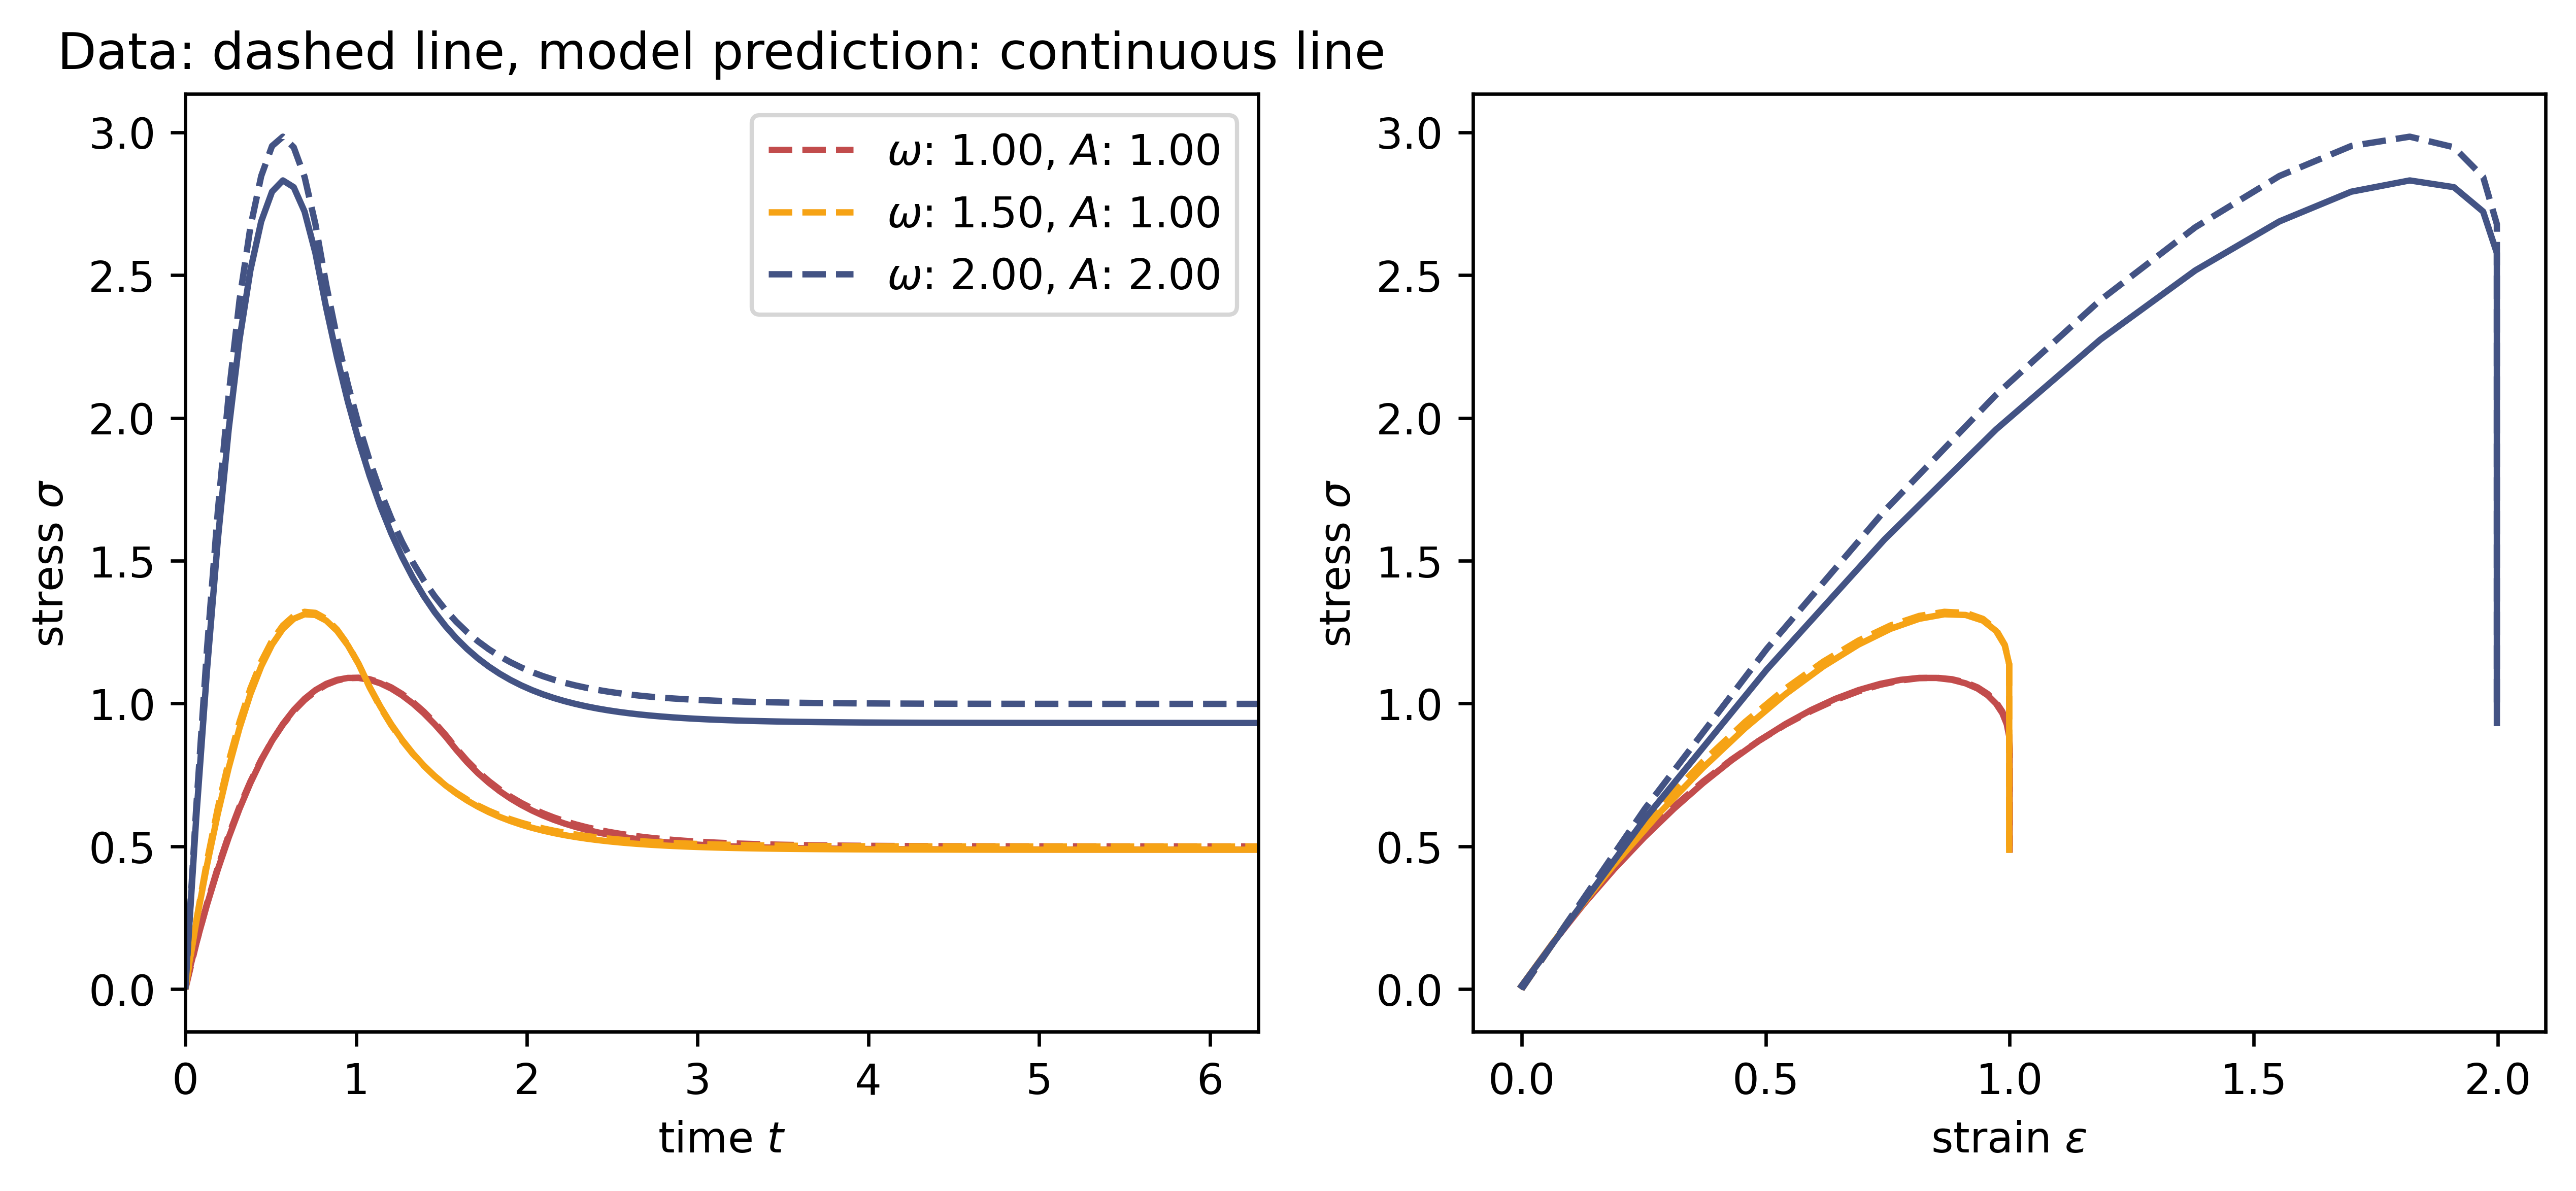 Data: dashed line, model prediction: continuous line
3.0
2.5
2.0
1.5
1.0
0.5
0.0
stress σ
0 1 2 3 4 5 6
time t
ω: 1.00, A: 1.00
ω: 1.50, A: 1.00
ω: 2.00, A: 2.00
3.0
2.5
2.0
1.5
1.0
0.5
0.0
stress σ
0.0 0.5 1.0 1.5 2.0
strain ε